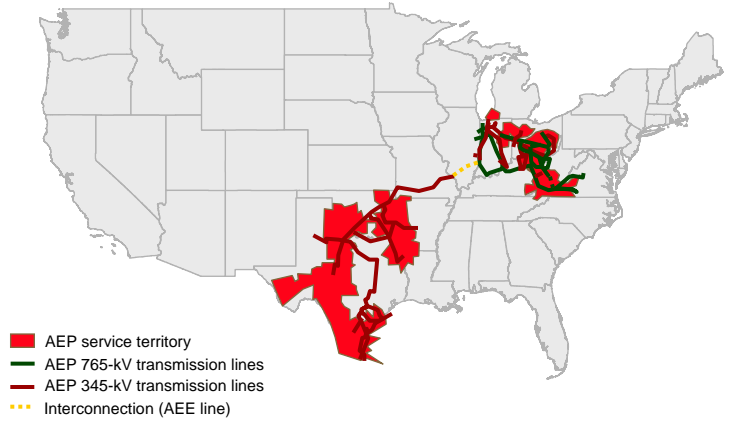 AEP service territory
AEP 765-kV transmission lines
AEP 345-kV transmission lines
Interconnection (AEE line)